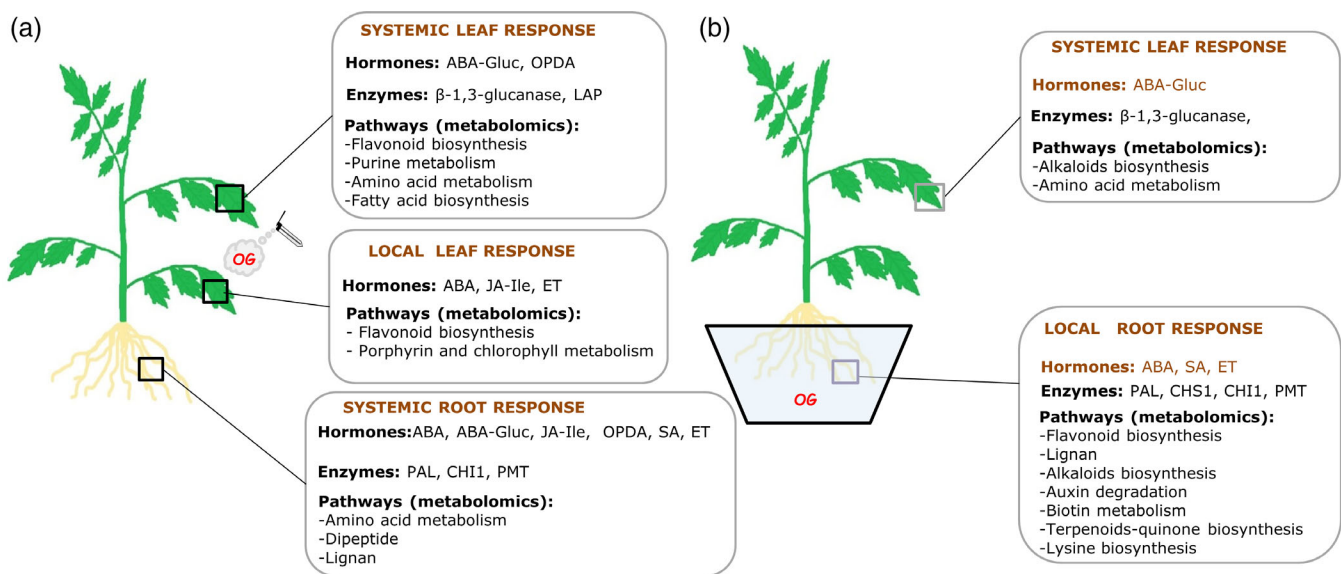 (a)
SYSTEMIC LEAF RESPONSE
Hormones: ABA-Gluc, OPDA
Enzymes: β-1,3-glucanase, LAP
Pathways (metabolomics):
-Flavonoid biosynthesis
-Purine metabolism
-Amino acid metabolism
-Fatty acid biosynthesis
OG
LOCAL LEAF RESPONSE
Hormones: ABA, JA-Ile, ET
Pathways (metabolomics):
- Flavonoid biosynthesis
- Porphyrin and chlorophyll metabolism
SYSTEMIC ROOT RESPONSE
Hormones:ABA, ABA-Gluc, JA-Ile, OPDA, SA, ET
Enzymes: PAL, CHI1, PMT
Pathways (metabolomics):
-Amino acid metabolism
-Dipeptide
-Lignan
(b)
SYSTEMIC LEAF RESPONSE
Hormones: ABA-Gluc
Enzymes: β-1,3-glucanase,
Pathways (metabolomics):
-Alkaloids biosynthesis
-Amino acid metabolism
OG
LOCAL ROOT RESPONSE
Hormones: ABA, SA, ET
Enzymes: PAL, CHS1, CHI1, PMT
Pathways (metabolomics):
-Flavonoid biosynthesis
-Lignan
-Alkaloids biosynthesis
-Auxin degradation
-Biotin metabolism
-Terpenoids-quinone biosynthesis
-Lysine biosynthesis